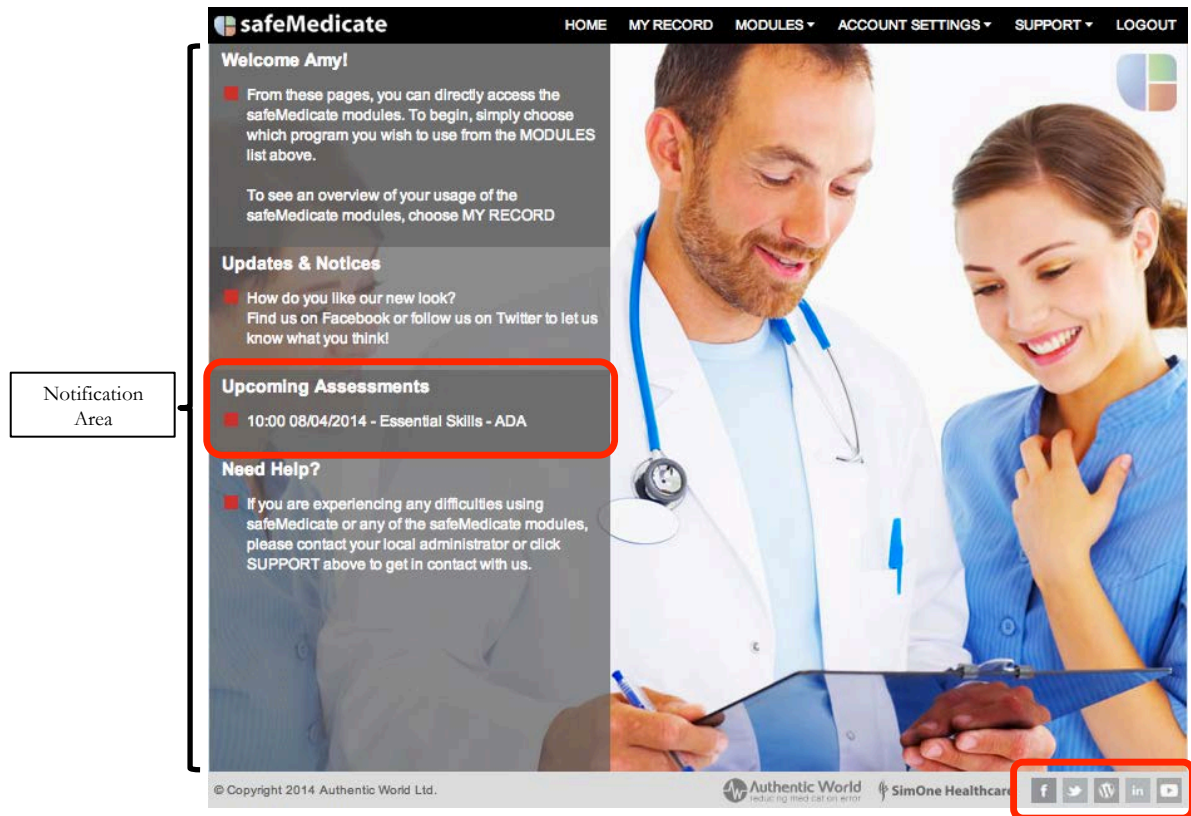 safeMedicate
HOME MY RECORD MODULES ACCOUNT SETTINGS SUPPORT LOGOUT
Welcome Amy!
From these pages, you can directly access the
safeMedicate modules. To begin, simply choose
which program you wish to use from the MODULES
list above.
To see an overview of your usage of the
safeMedicate modules, choose MY RECORD
Updates & Notices
How do you like our new look?
Find us on Facebook or follow us on Twitter to let us
know what you think!
Notification
Area
Upcoming Assessments
10:00 08/04/2014 - Essential Skills - ADA
Need Help?
If you are experiencing any difficulties using
safeMedicate or any of the safeMedicate modules,
please contact your local administrator or click
SUPPORT above to get in contact with us.
© Copyright 2014 Authentic World Ltd.
Authentic World
reducing medication error
SimOne Healthcare
f in